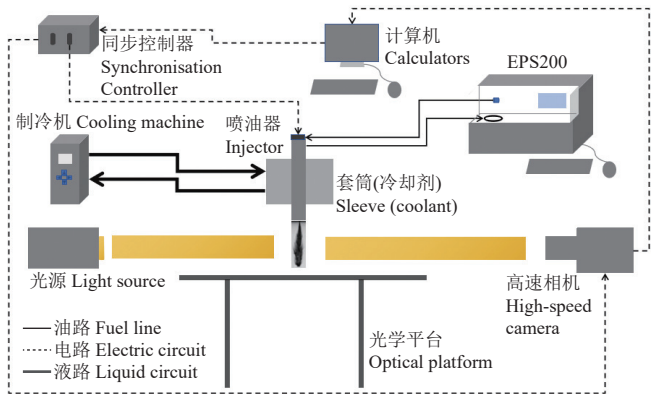 同步控制器
Synchronisation
Controller
计算机
Calculators
EPS200
制冷机 Cooling machine
喷油器
Injector
套筒(冷却剂)
Sleeve (coolant)
光源 Light source
高速相机
High-speed
camera
油路 Fuel line
电路 Electric circuit
液路 Liquid circuit
光学平台
Optical platform